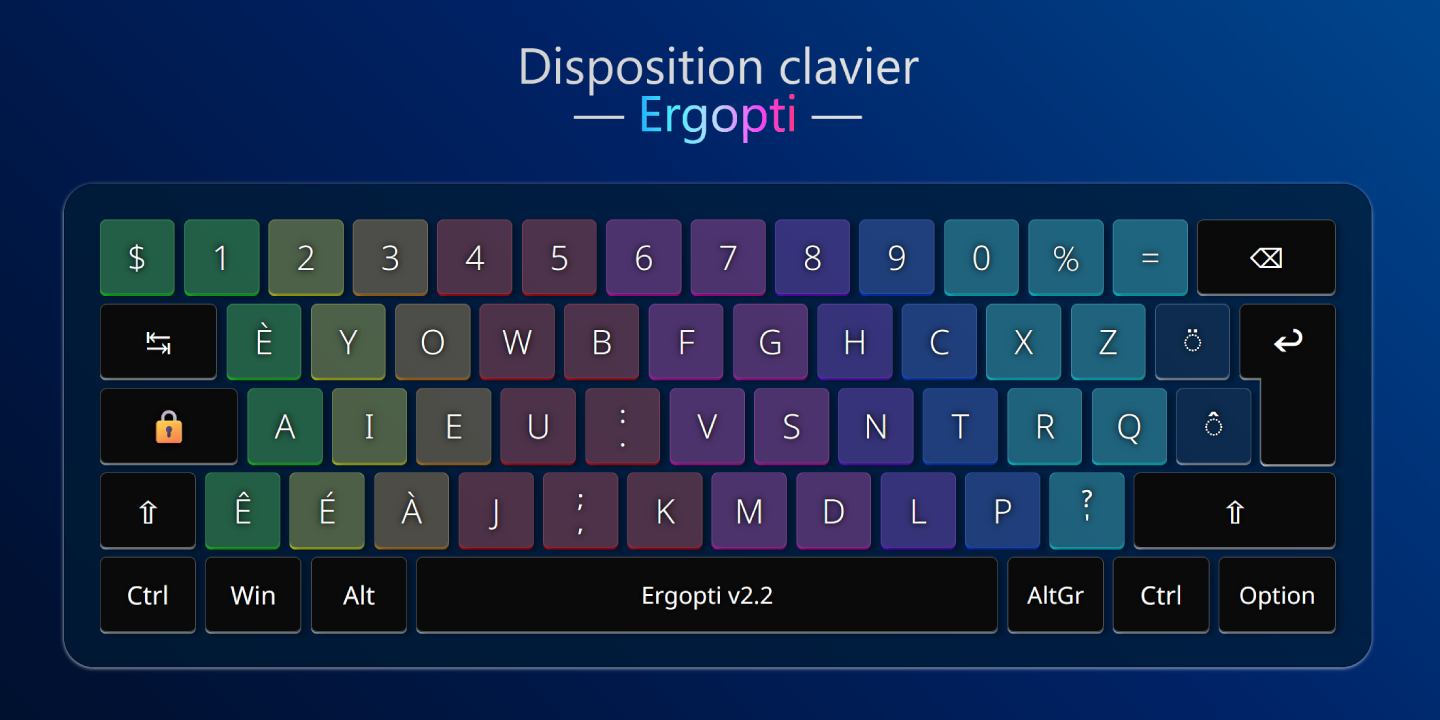 Disposition clavier
— Ergopti —
$ 1 2 3 4 5 6 7 8 9 0 % = ⌫
↹ È Y O W B F G H C X Z ◌̈ ↩
🔒 A I E U : . V S N T R Q ◌̂
⇧ Ê É À J ; , K M D L P ? ' ⇧
Ctrl Win Alt Ergopti v2.2 AltGr Ctrl Option